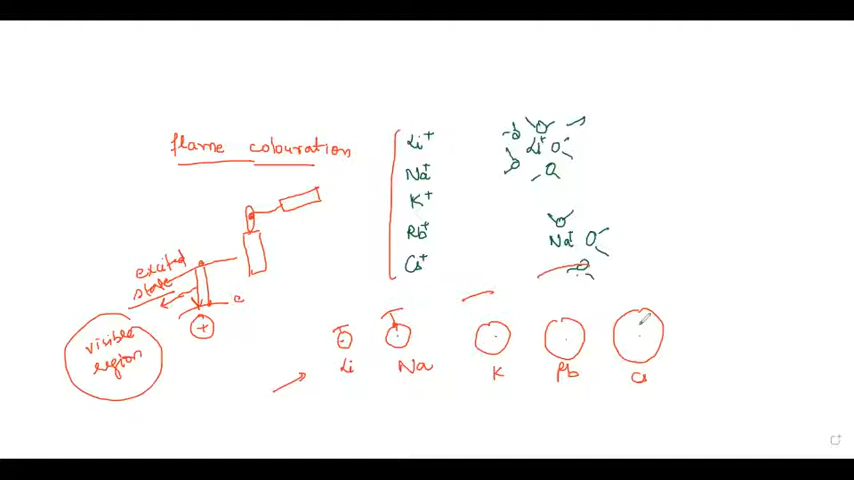 flame colouration
Li+
Na+
K+
Rb+
Cs+
Li+ O
Na+ O
excited
state
e
+
visible
region
Li Na K Rb Cs